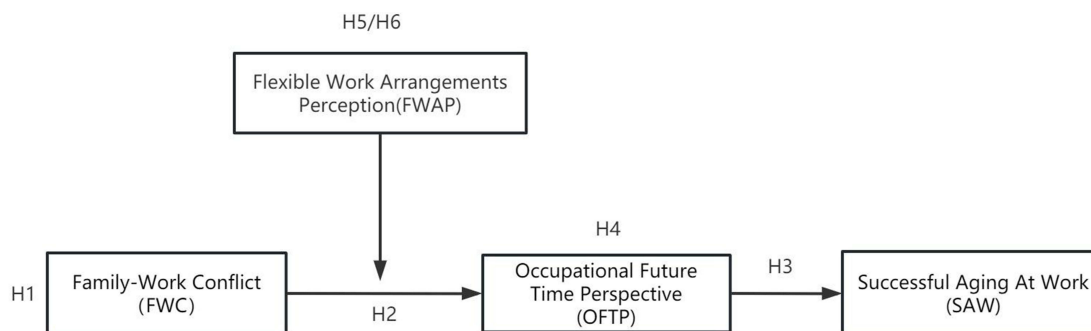 H5/H6
Flexible Work Arrangements
Perception(FWAP)
H4
H1
Family-Work Conflict
(FWC)
H2
Occupational Future
Time Perspective
(OFTP)
H3
Successful Aging At Work
(SAW)